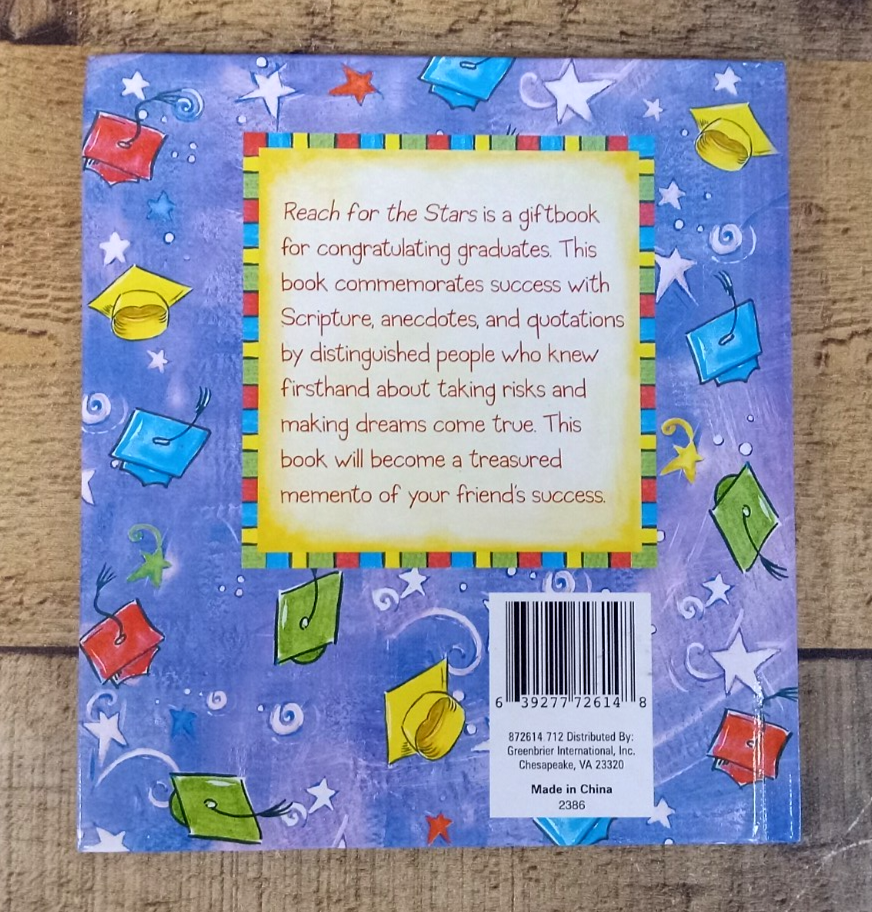 Reach for the Stars is a giftbook
for congratulating graduates. This
book commemorates success with
Scripture, anecdotes, and quotations
by distinguished people who knew
firsthand about taking risks and
making dreams come true. This
book will become a treasured
memento of your friend's success.
6 39277 72614 8
872614 712 Distributed By:
Greenbrier International, Inc.
Chesapeake, VA 23320
Made in China
2386